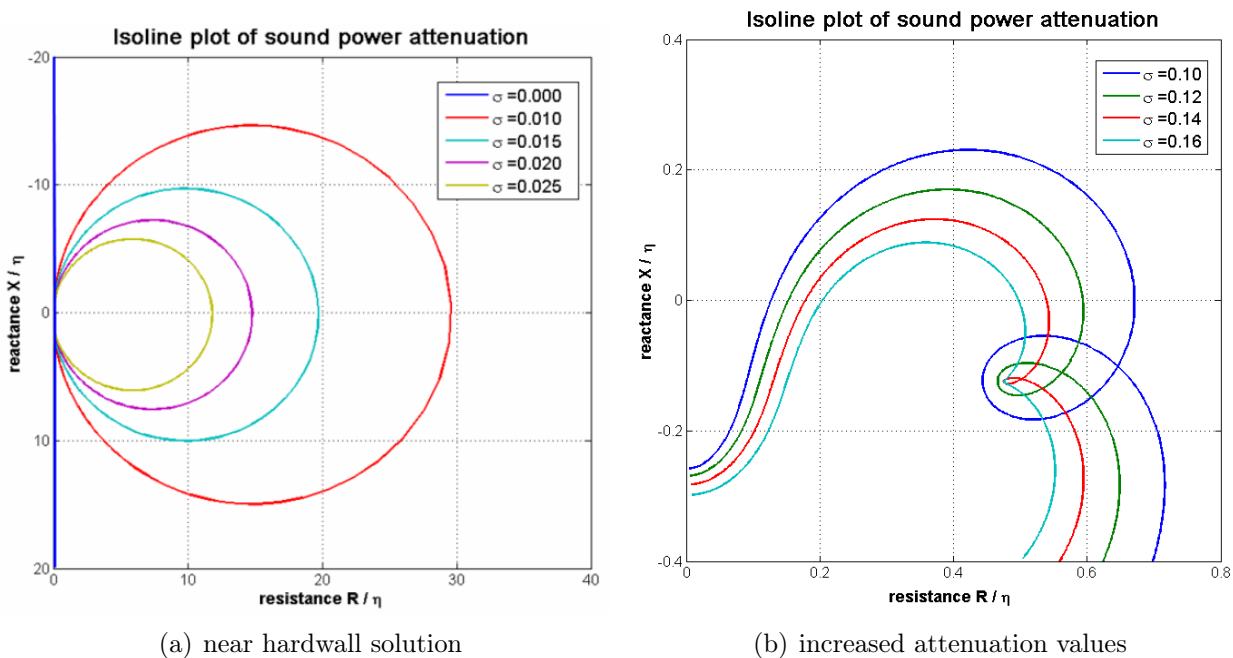 Isoline plot of sound power attenuation
-20
-10
0
10
20
reactance X / η
σ =0.000
σ =0.010
σ =0.015
σ =0.020
σ =0.025
0
10
20
30
40
resistance R / η
(a) near hardwall solution
Isoline plot of sound power attenuation
0.4
0.2
0
-0.2
-0.4
reactance X / η
σ =0.10
σ =0.12
σ =0.14
σ =0.16
0
0.2
0.4
0.6
0.8
resistance R / η
(b) increased attenuation values